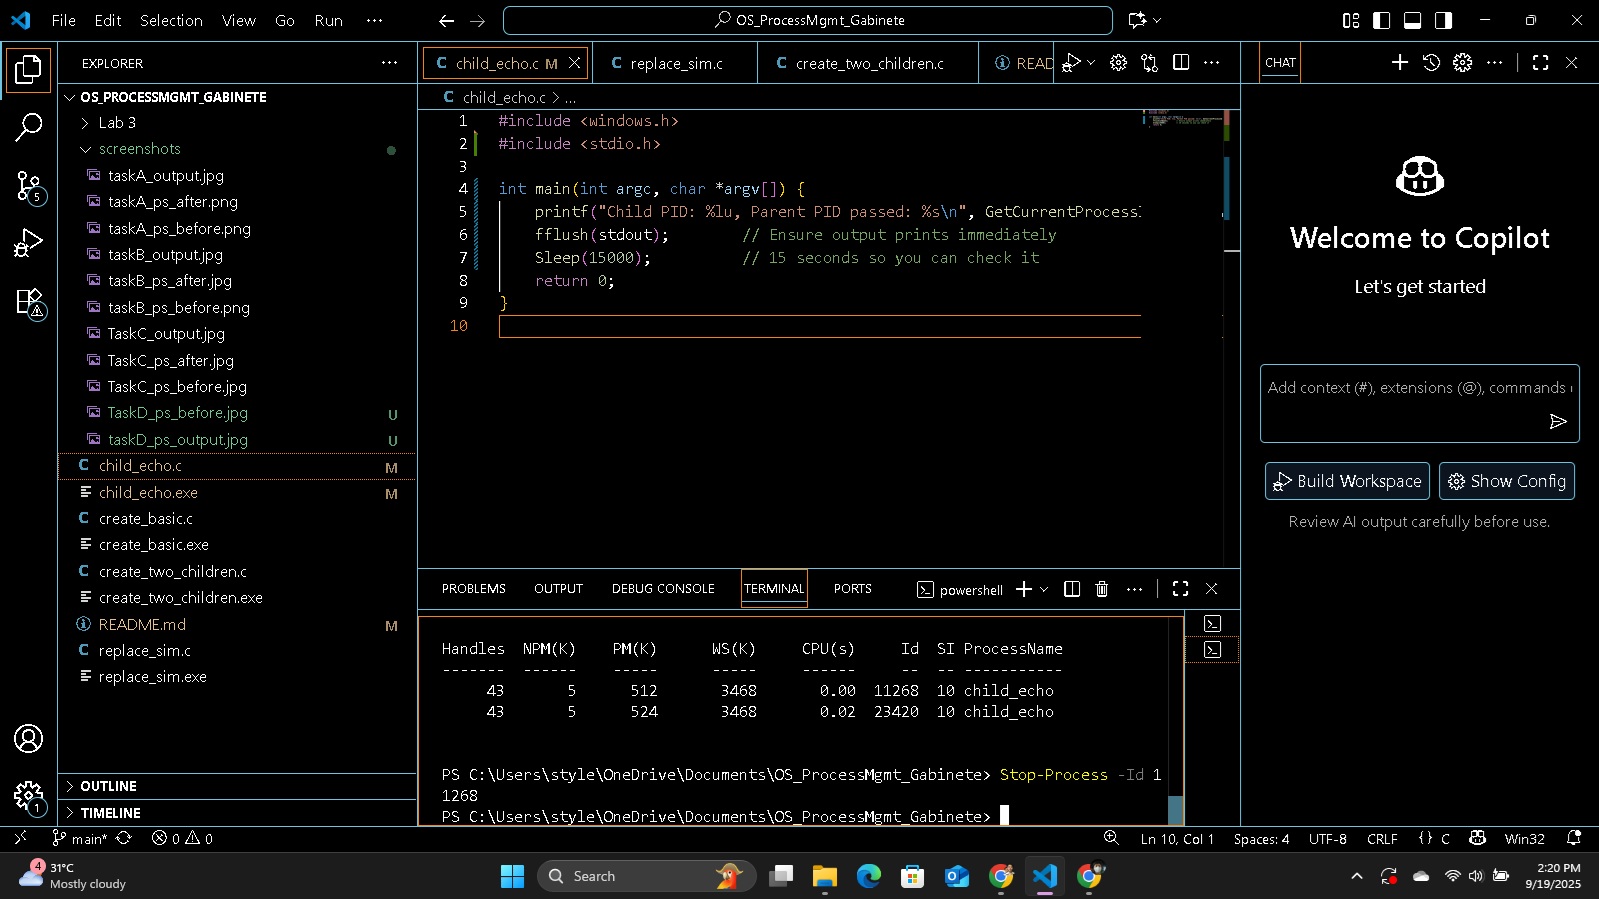 File Edit Selection View Go Run ···
OS_ProcessMgmt_Gabinete
EXPLORER
OS_PROCESSMGMT_GABINETE
Lab 3
screenshots
taskA_output.jpg
taskA_ps_after.png
taskA_ps_before.png
taskB_output.jpg
taskB_ps_after.jpg
taskB_ps_before.png
TaskC_output.jpg
TaskC_ps_after.jpg
TaskC_ps_before.jpg
TaskD_ps_before.jpg U
taskD_ps_output.jpg U
child_echo.c M
child_echo.exe M
create_basic.c
create_basic.exe
create_two_children.c
create_two_children.exe
README.md M
replace_sim.c
replace_sim.exe
OUTLINE
TIMELINE
5
1
C child_echo.c M
C replace_sim.c
C create_two_children.c
READ
C child_echo.c > ...
1 #include <windows.h>
2 #include <stdio.h>
3
4 int main(int argc, char *argv[]) {
5 printf("Child PID: %lu, Parent PID passed: %s\n", GetCurrentProcessI
6 fflush(stdout); // Ensure output prints immediately
7 Sleep(15000); // 15 seconds so you can check it
8 return 0;
9 }
10
PROBLEMS OUTPUT DEBUG CONSOLE TERMINAL PORTS powershell
Handles NPM(K) PM(K) WS(K) CPU(s) Id SI ProcessName
------- ------ ----- ----- ------ -- -- -----------
43 5 512 3468 0.00 11268 10 child_echo
43 5 524 3468 0.02 23420 10 child_echo
PS C:\Users\style\OneDrive\Documents\OS_ProcessMgmt_Gabinete> Stop-Process -Id 1
1268
PS C:\Users\style\OneDrive\Documents\OS_ProcessMgmt_Gabinete>
CHAT
Welcome to Copilot
Let's get started
Add context (#), extensions (@), commands
Build Workspace
Show Config
Review AI output carefully before use.
main* 0 0
Ln 10, Col 1 Spaces: 4 UTF-8 CRLF {} C Win32
4
31°C
Mostly cloudy
Search
2:20 PM
9/19/2025